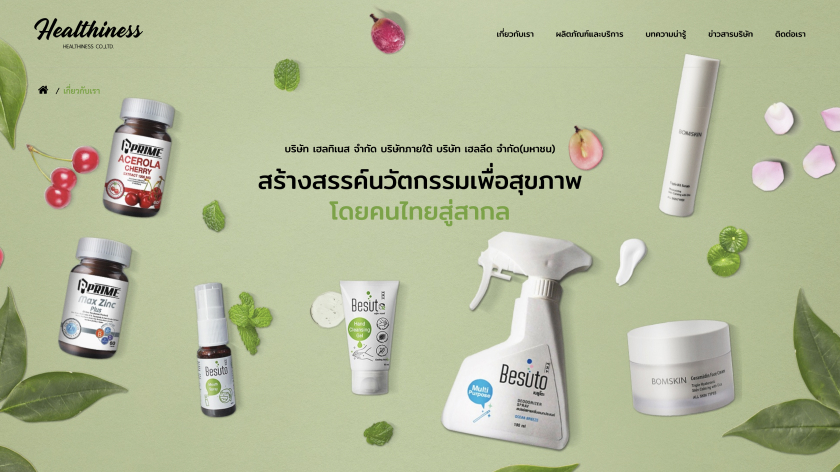 Healthiness
HEALTHINESS CO.,LTD.
เกี่ยวกับเรา
ผลิตภัณฑ์และบริการ
บทความน่ารู้
ข่าวสารบริษัท
ติดต่อเรา
/ เกี่ยวกับเรา
บริษัท เฮลทิเนส จำกัด บริษัทภายใต้ บริษัท เฮลลีด จำกัด(มหาชน)
สร้างสรรค์นวัตกรรมเพื่อสุขภาพ
โดยคนไทยสู่สากล
PRIME
ACEROLA
CHERRY
BOMSKIN
PRIME
Max Zinc
Plus
Besuto
Besuto
Hand
Cleansing
Gel
Besuto
Multi
Purpose
DEODORIZER
SPRAY
BOMSKIN